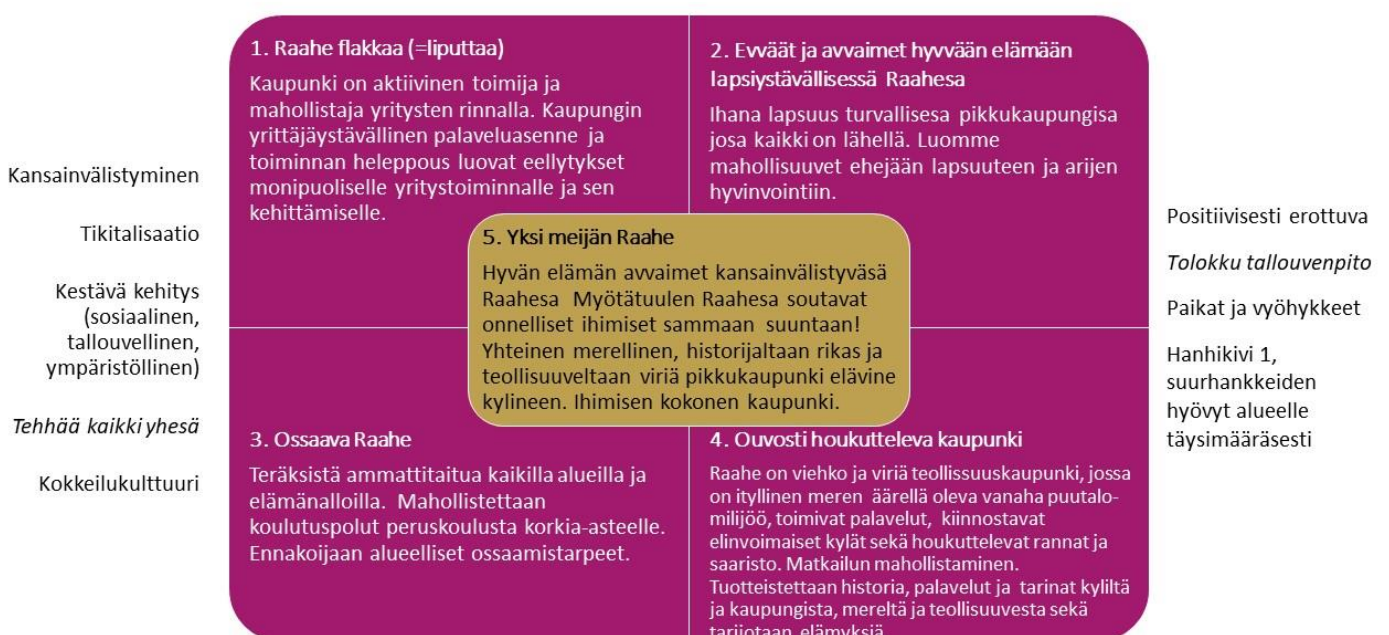 1. Raahe flakkaa (=liputtaa)
Kaupunki on aktiivinen toimija ja
mahollistaja yritysten rinnalla. Kaupungin
yrittäjäystävällinen palaveluasenne ja
toiminnan heleppous luovat eellytykset
monipuoliselle yritystoiminnalle ja sen
kehittämiselle.
2. Evväät ja avvaimet hyvvään elämään
lapsiystävällisessä Raahesa
Ihana lapsuus turvallisesa pikkukaupungisa
josa kaikki on lähellä. Luomme
mahollisuuvet ehejään lapsuuteen ja arijen
hyvinvointiin.
Kansainvälistyminen
Tikitalisaatio
Kestävä kehitys
(sosiaalinen,
tallouvellinen,
ympäristöllinen)
Tehhää kaikki yhesä
Kokkeilukulttuuri
5. Yksi meijän Raahe
Hyvän elämän avvaimet kansainvälistyväsä
Raahesa Myötätuulen Raahesa soutavat
onnelliset ihimiset sammaan suuntaan!
Yhteinen merellinen, historijaltaan rikas ja
teollisuuveltaan viriä pikkukaupunki elävine
kylineen. Ihimisen kokonen kaupunki.
Positiivisesti erottuva
Tolokku tallouvenpito
Paikat ja vyöhykkeet
Hanhikivi 1,
suurhankkeiden
hyövyt alueelle
täysimääräsesti
3. Ossaava Raahe
Teräksistä ammattitaitua kaikilla alueilla ja
elämänalloilla. Mahollistettaan
koulutuspolut peruskoulusta korkia-asteelle.
Ennakoijaan alueelliset ossaamistarpeet.
4. Ouvosti houkutteleva kaupunki
Raahe on viehko ja viriä teollissuuskaupunki, jossa
on ityllinen meren äärellä oleva vanaha puutalo-
milijöö, toimivat palavelut, kiinnostavat
elinvoimaiset kylät sekä houkuttelevat rannat ja
saaristo. Matkailun mahollistaminen.
Tuotteistettaan historia, palavelut ja tarinat kyliltä
ja kaupungista, mereltä ja teollisuuvesta sekä
tarijotaan elämyksiä